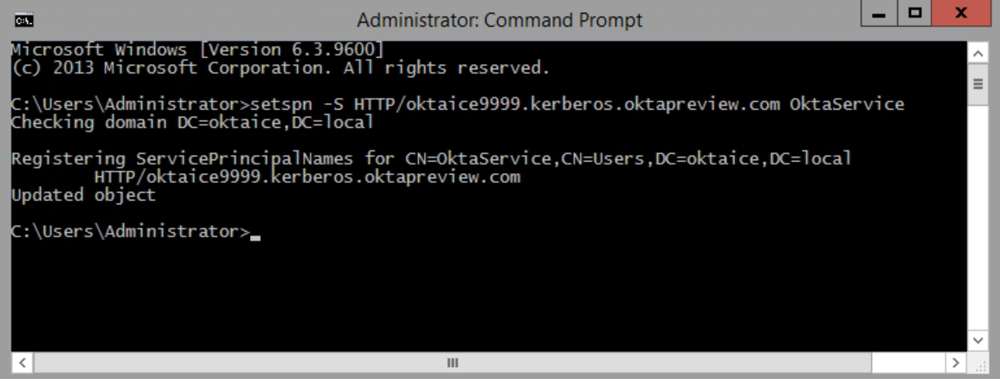 Administrator: Command Prompt
Microsoft Windows [Version 6.3.9600]
(c) 2013 Microsoft Corporation. All rights reserved.
C:\Users\Administrator>setspn -S HTTP/oktaice9999.kerberos.oktapreview.com OktaService
Checking domain DC=oktaice,DC=local
Registering ServicePrincipalNames for CN=OktaService,CN=Users,DC=oktaice,DC=local
HTTP/oktaice9999.kerberos.oktapreview.com
Updated object
C:\Users\Administrator>